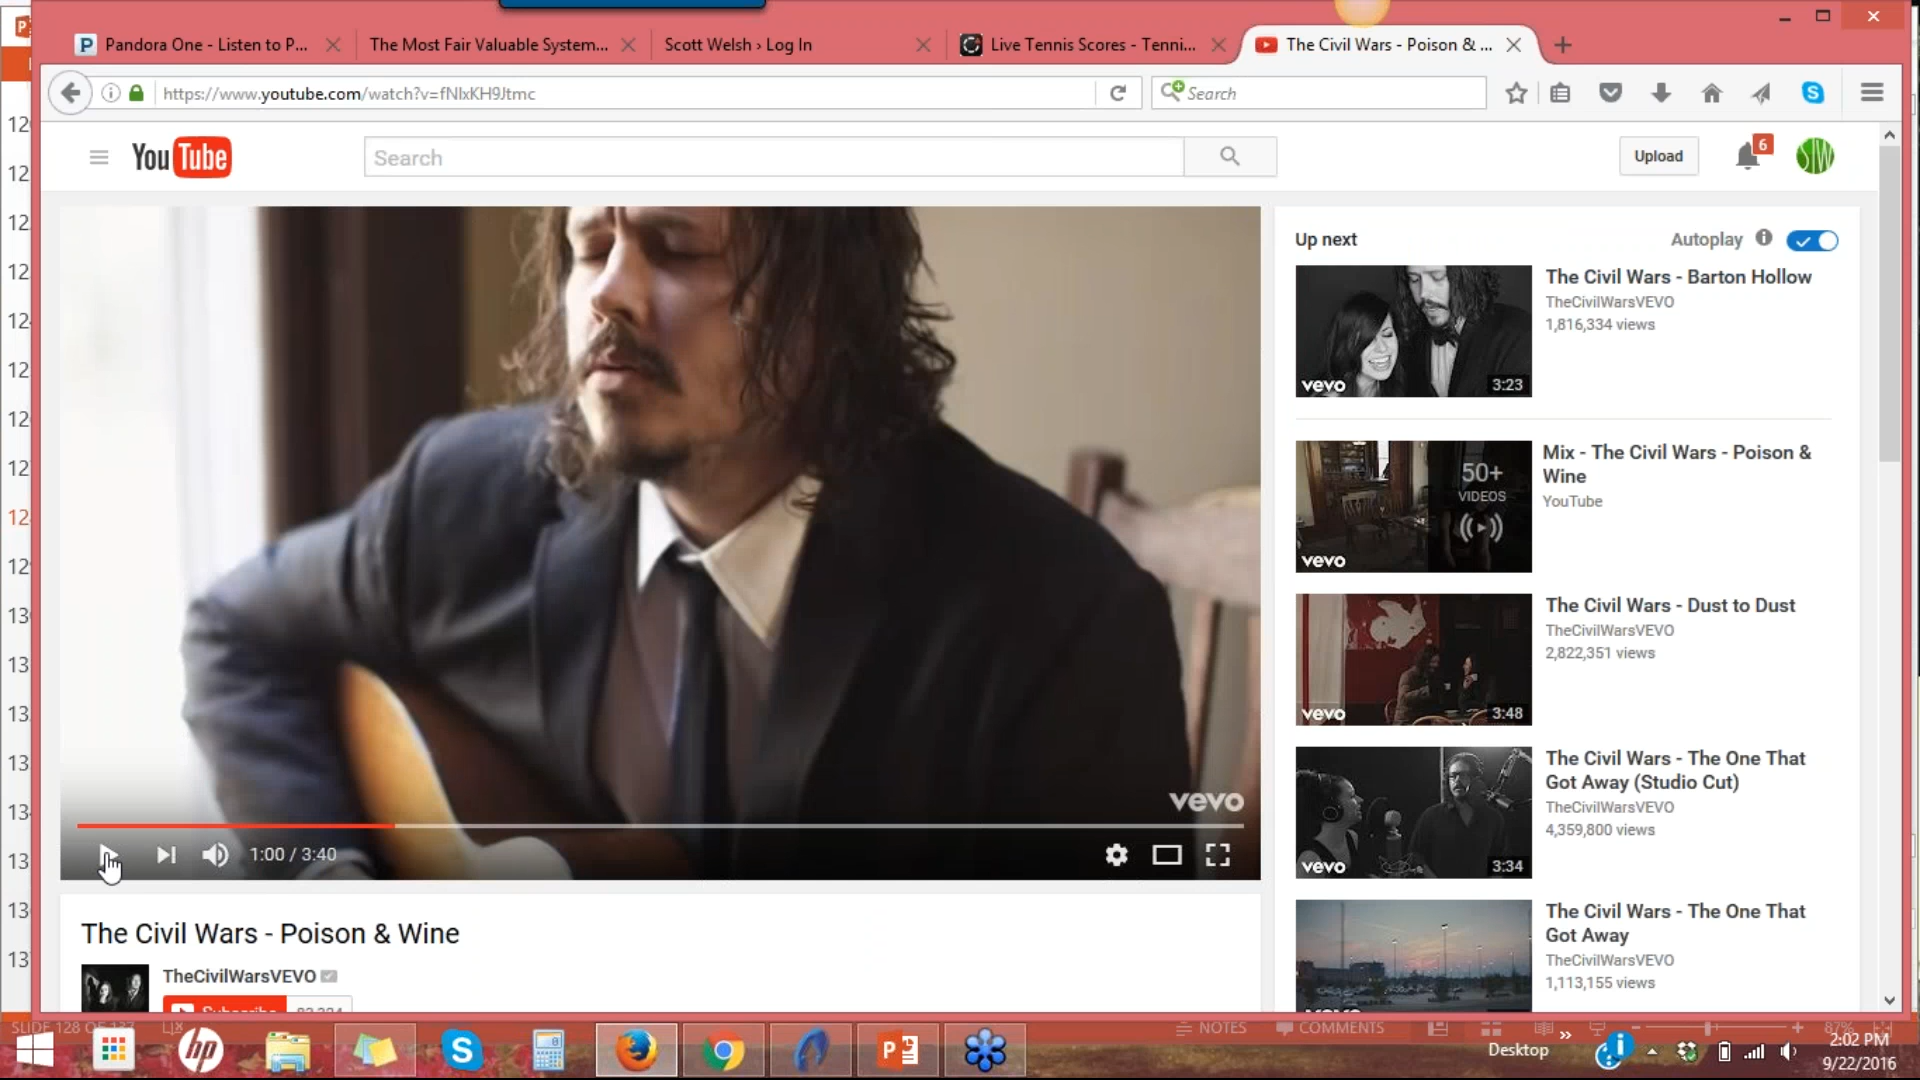 Pandora One - Listen to P...
The Most Fair Valuable System...
Scott Welsh › Log In
Live Tennis Scores - Tenni...
The Civil Wars - Poison & ...
https://www.youtube.com/watch?v=fNlxKH9Jtmc
Search
YouTube
Search
Upload
6
Up next
Autoplay
The Civil Wars - Barton Hollow
TheCivilWarsVEVO
1,816,334 views
vevo
3:23
Mix - The Civil Wars - Poison &
Wine
YouTube
50+
VIDEOS
vevo
The Civil Wars - Dust to Dust
TheCivilWarsVEVO
2,822,351 views
vevo
3:48
The Civil Wars - The One That
Got Away (Studio Cut)
TheCivilWarsVEVO
4,359,800 views
vevo
3:34
The Civil Wars - The One That
Got Away
TheCivilWarsVEVO
1,113,155 views
vevo
1:00 / 3:40
The Civil Wars - Poison & Wine
TheCivilWarsVEVO
Subscribe
SLIDE 128 OF 137
NOTES
COMMENTS
87%
Desktop
2:02 PM
9/22/2016